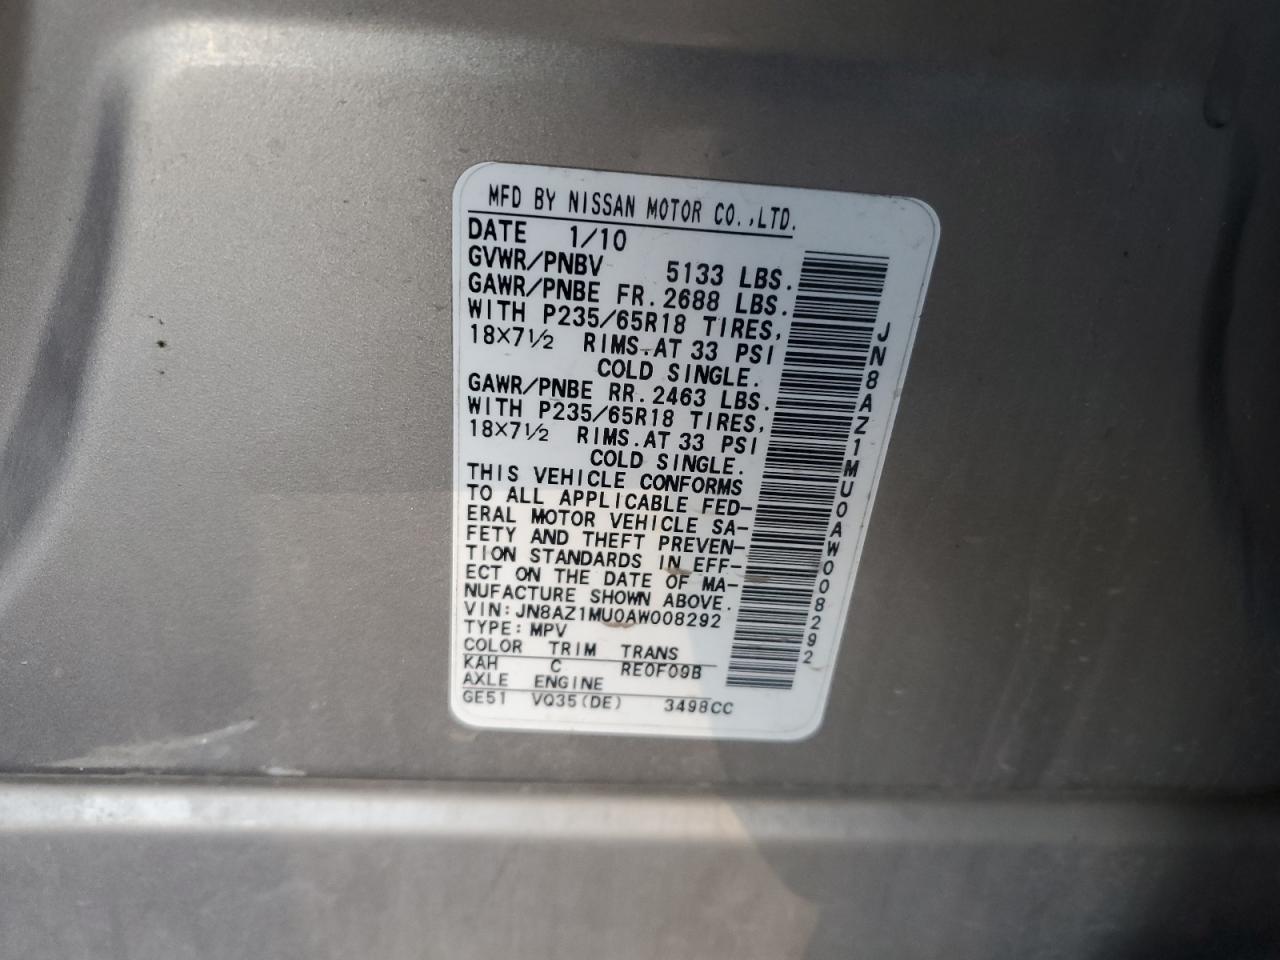 MFD BY NISSAN MOTOR CO.,LTD.
DATE 1/10
GVWR/PNBV 5133 LBS.
GAWR/PNBE FR.2688 LBS.
WITH P235/65R18 TIRES,
18×7½ RIMS.AT 33 PSI
COLD SINGLE.
GAWR/PNBE RR.2463 LBS.
WITH P235/65R18 TIRES,
18×7½ RIMS.AT 33 PSI
COLD SINGLE.
THIS VEHICLE CONFORMS
TO ALL APPLICABLE FED-
ERAL MOTOR VEHICLE SA-
FETY AND THEFT PREVEN-
TION STANDARDS IN EFF-
ECT ON THE DATE OF MA-
NUFACTURE SHOWN ABOVE.
VIN:JN8AZ1MU0AW008292
TYPE:MPV
COLOR TRIM TRANS
KAH C RE0F09B
AXLE ENGINE
GE51 VQ35(DE) 3498CC
JN8AZ1MU0AW008292